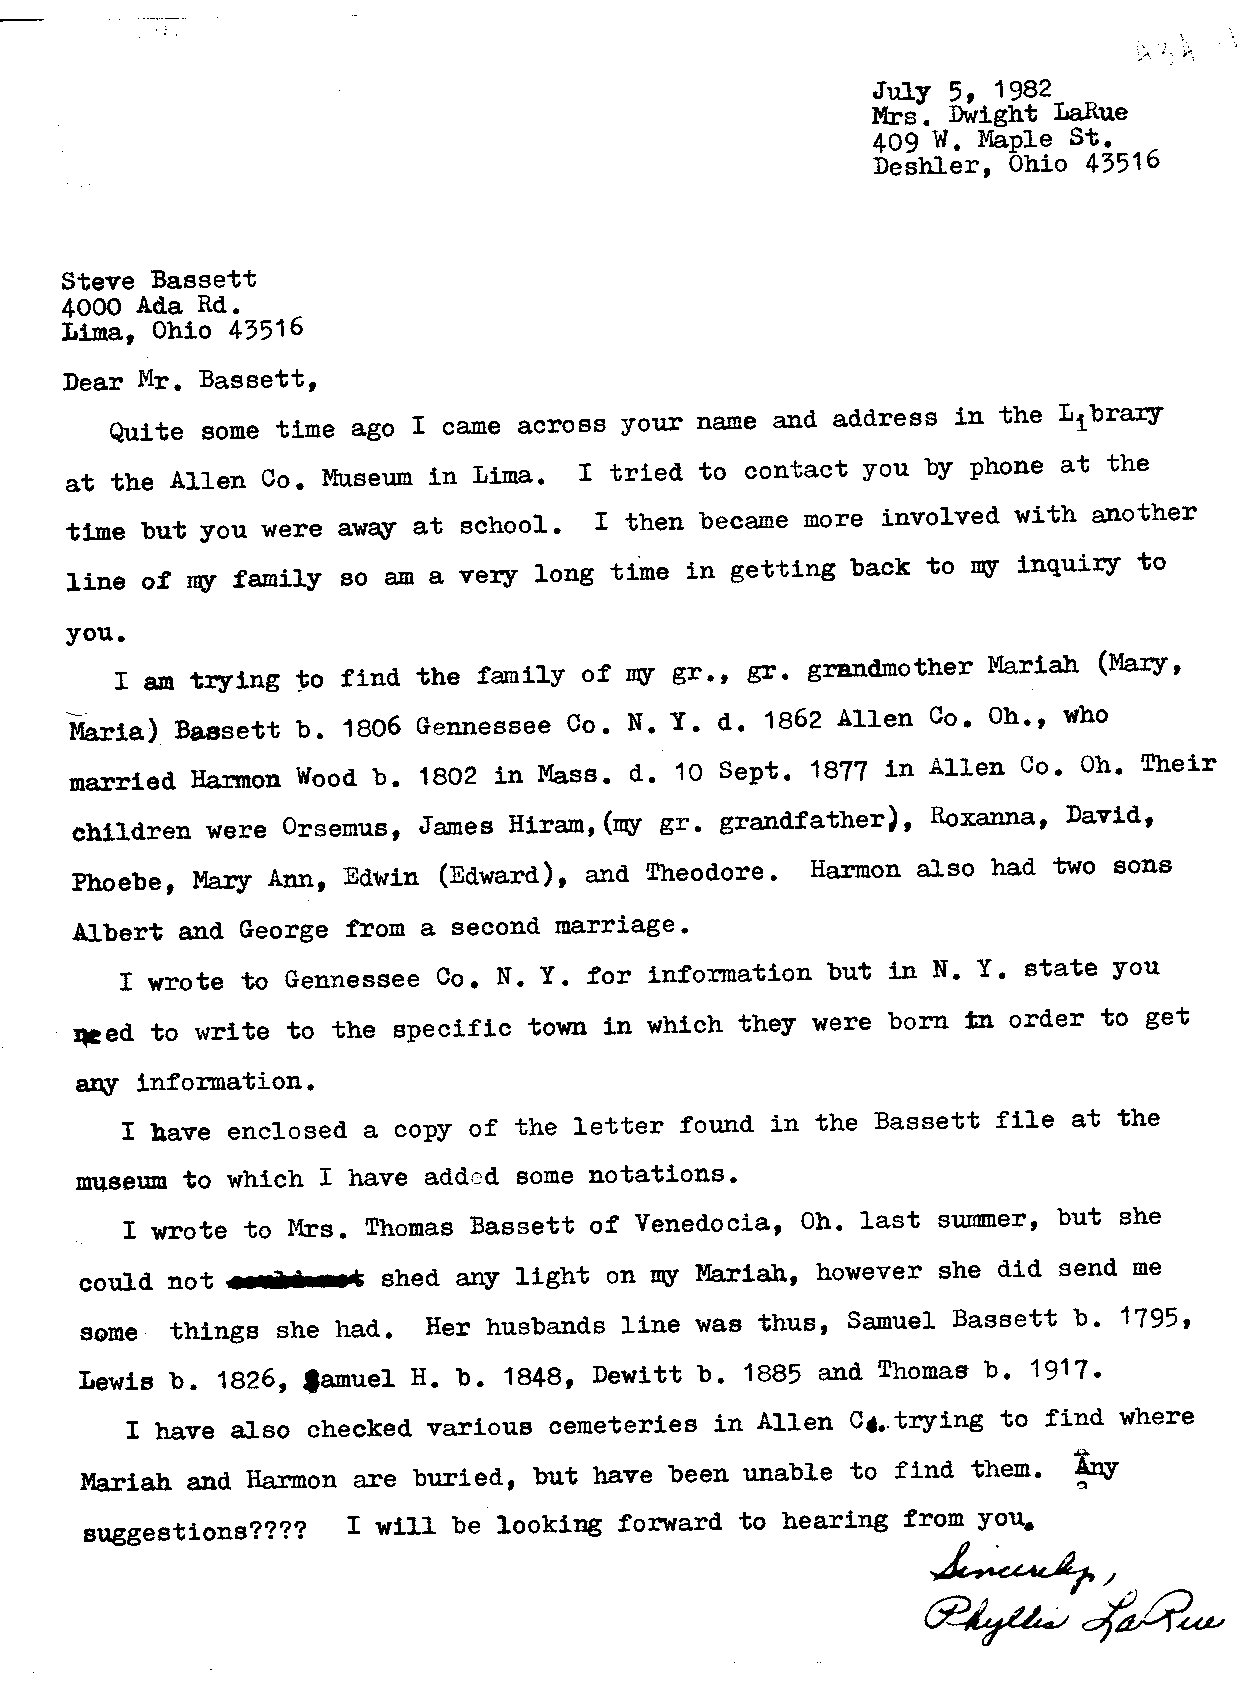 July 5, 1982
Mrs. Dwight LaRue
409 W. Maple St.
Deshler, Ohio 43516
Steve Bassett
4000 Ada Rd.
Lima, Ohio 43516
Dear Mr. Bassett,
Quite some time ago I came across your name and address in the Library
at the Allen Co. Museum in Lima. I tried to contact you by phone at the
time but you were away at school. I then became more involved with another
line of my family so am a very long time in getting back to my inquiry to
you.
I am trying to find the family of my gr., gr. grandmother Mariah (Mary,
Maria) Bassett b. 1806 Gennessee Co. N. Y. d. 1862 Allen Co. Oh., who
married Harmon Wood b. 1802 in Mass. d. 10 Sept. 1877 in Allen Co. Oh. Their
children were Orsemus, James Hiram,(my gr. grandfather), Roxanna, David,
Phoebe, Mary Ann, Edwin (Edward), and Theodore. Harmon also had two sons
Albert and George from a second marriage.
I wrote to Gennessee Co. N. Y. for information but in N. Y. state you
need to write to the specific town in which they were born in order to get
any information.
I have enclosed a copy of the letter found in the Bassett file at the
museum to which I have added some notations.
I wrote to Mrs. Thomas Bassett of Venedocia, Oh. last summer, but she
could not shed any light on my Mariah, however she did send me
some things she had. Her husbands line was thus, Samuel Bassett b. 1795,
Lewis b. 1826, Samuel H. b. 1848, Dewitt b. 1885 and Thomas b. 1917.
I have also checked various cemeteries in Allen Co. trying to find where
Mariah and Harmon are buried, but have been unable to find them. Any
suggestions???? I will be looking forward to hearing from you.
Sincerely,
Phyllis LaRue